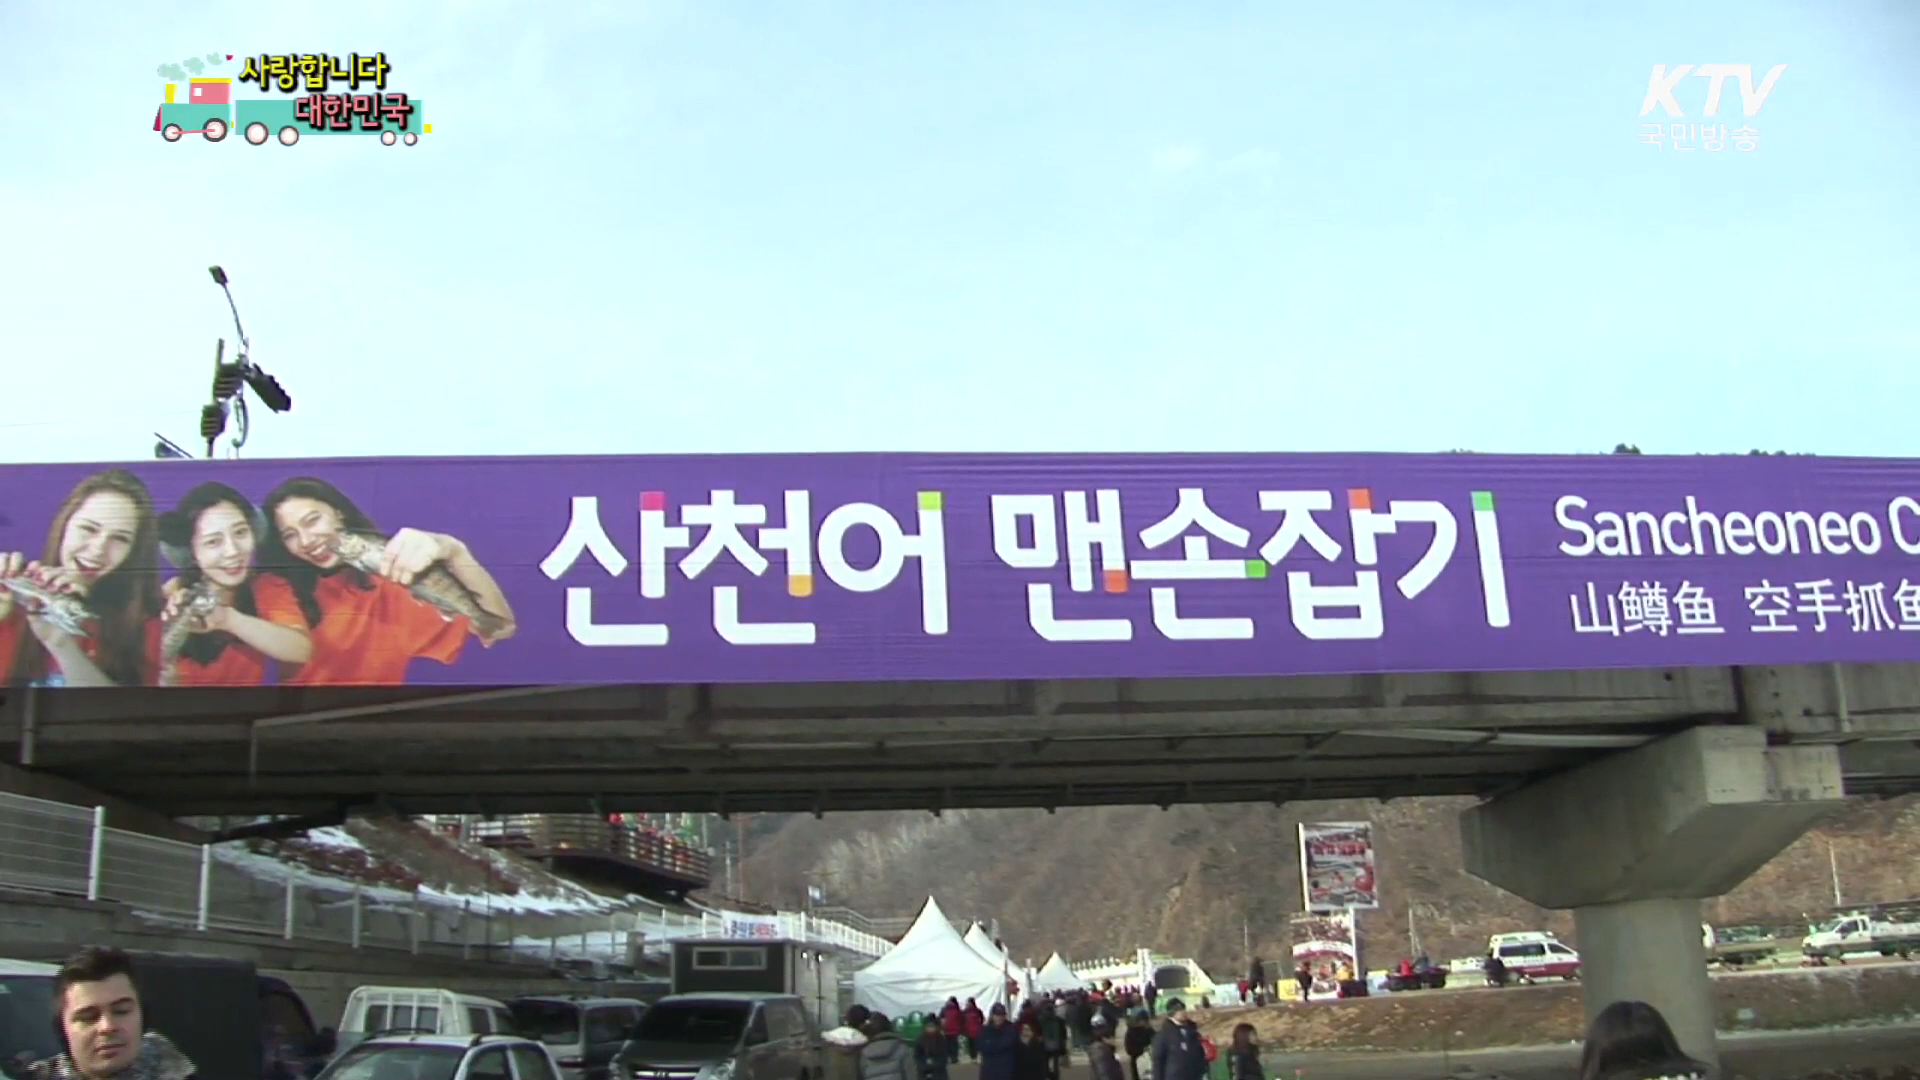 사랑합니다
대한민국
KTV
국민방송
산천어 맨손잡기
Sancheoneo C
山鳟鱼 空手抓鱼